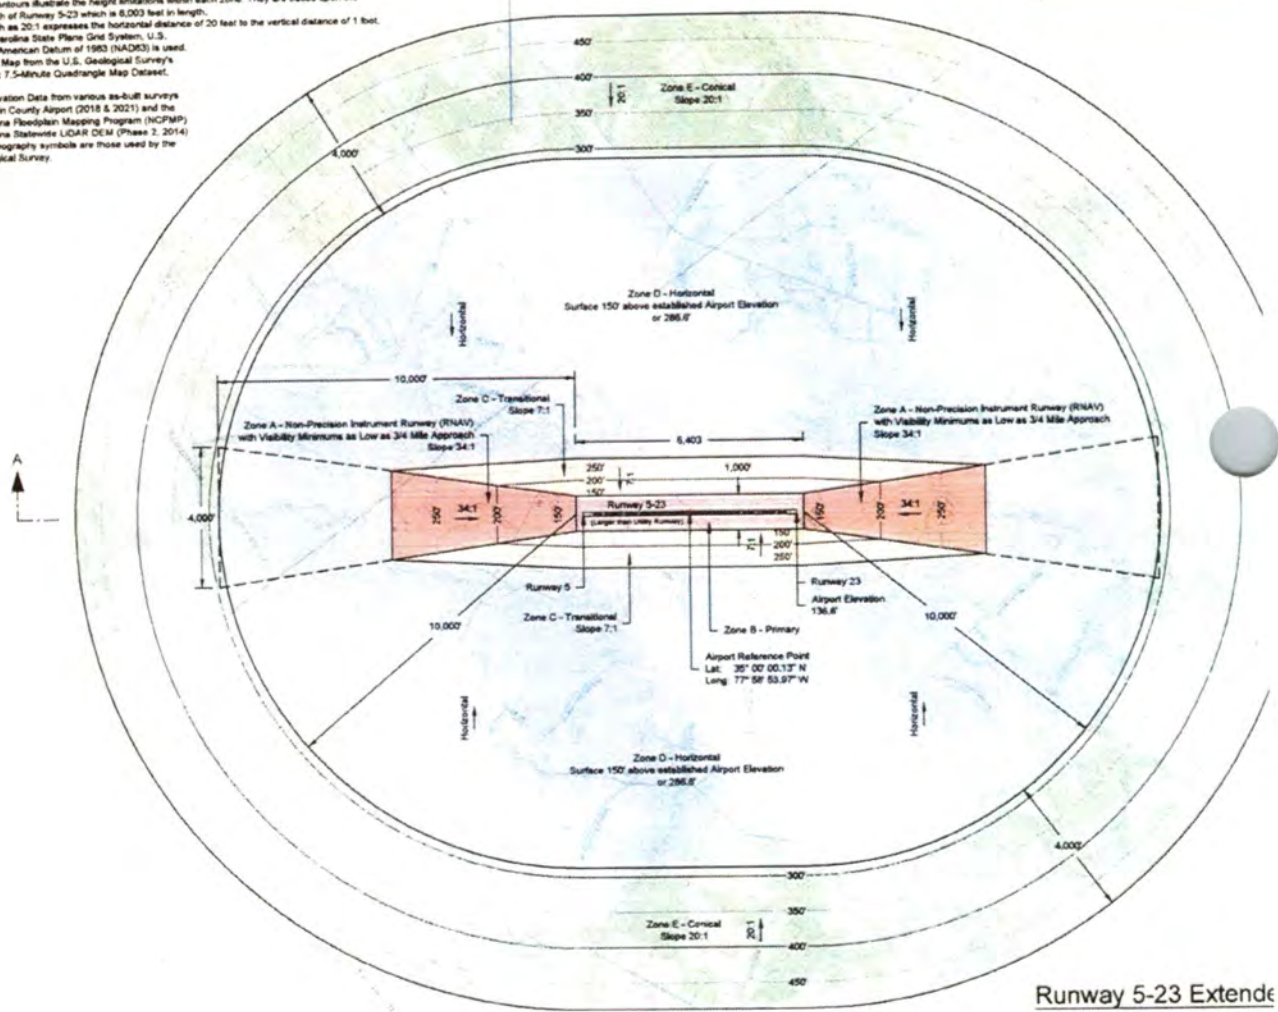 ontours illustrate the height limitations within each zone. They are based upon the
h of Runway 5-23 which is 6,003 feet in length.
h as 20:1 expresses the horizontal distance of 20 feet to the vertical distance of 1 foot.
arolina State Plane Grid System, U.S.
American Datum of 1983 (NAD83) is used.
Map from the U.S. Geological Survey's
7.5-Minute Quadrangle Map Dataset.
vation Data from various as-built surveys
in County Airport (2018 & 2021) and the
na Floodplain Mapping Program (NCFMP)
na Statewide LiDAR DEM (Phase 2, 2014)
ography symbols are those used by the
ical Survey.
450'
400'
20:1
Zone E - Conical
Slope 20:1
350'
300'
4,000'
Zone D - Horizontal
Surface 150' above established Airport Elevation
or 286.6'
Horizontal
Horizontal
10,000'
Zone C - Transitional
Slope 7:1
Zone A - Non-Precision Instrument Runway (RNAV)
with Visibility Minimums as Low as 3/4 Mile Approach
Slope 34:1
Zone A - Non-Precision Instrument Runway (RNAV)
with Visibility Minimums as Low as 3/4 Mile Approach
Slope 34:1
6,403
A
4,000'
250'
200'
150'
7:1
1,000'
250'
34:1
200'
150'
Runway 5-23
(Larger than Utility Runway)
150'
200'
34:1
250'
7:1
150'
200'
250'
Runway 5
Runway 23
Airport Elevation
136.6'
Zone C - Transitional
Slope 7:1
Zone B - Primary
10,000'
10,000'
Airport Reference Point
Lat: 35° 00' 00.13" N
Long: 77° 58' 53.97" W
Horizontal
Horizontal
Zone D - Horizontal
Surface 150' above established Airport Elevation
or 286.6'
4,000'
300'
350'
Zone E - Conical
Slope 20:1
20:1
400'
450'
Runway 5-23 Extende